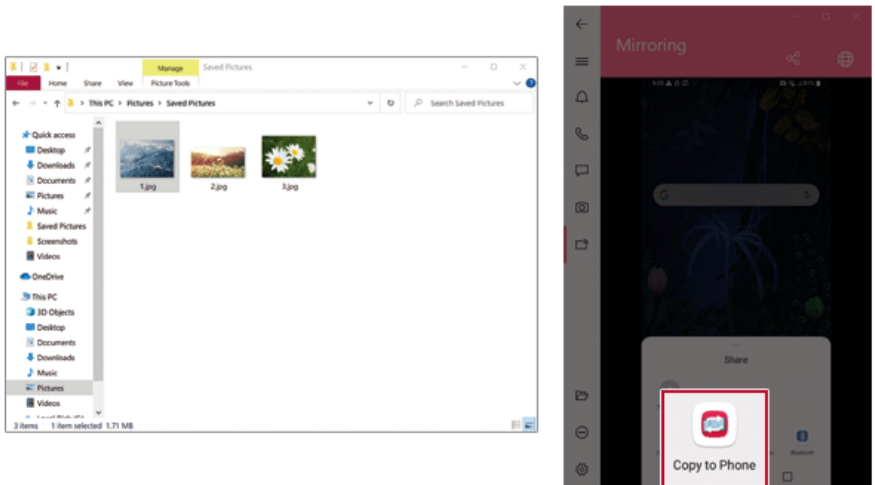 Manage
Saved Pictures
File
Home
Share
View
Picture Tools
This PC
Pictures
Saved Pictures
Search Saved Pictures
Quick access
Desktop
Downloads
Documents
Pictures
Music
Saved Pictures
Screenshots
Videos
OneDrive
This PC
3D Objects
Desktop
Documents
Downloads
Music
Pictures
Videos
1.jpg
2.jpg
3.jpg
3 items
1 item selected
1.71 MB
Mirroring
Share
Bluetooth
Copy to Phone